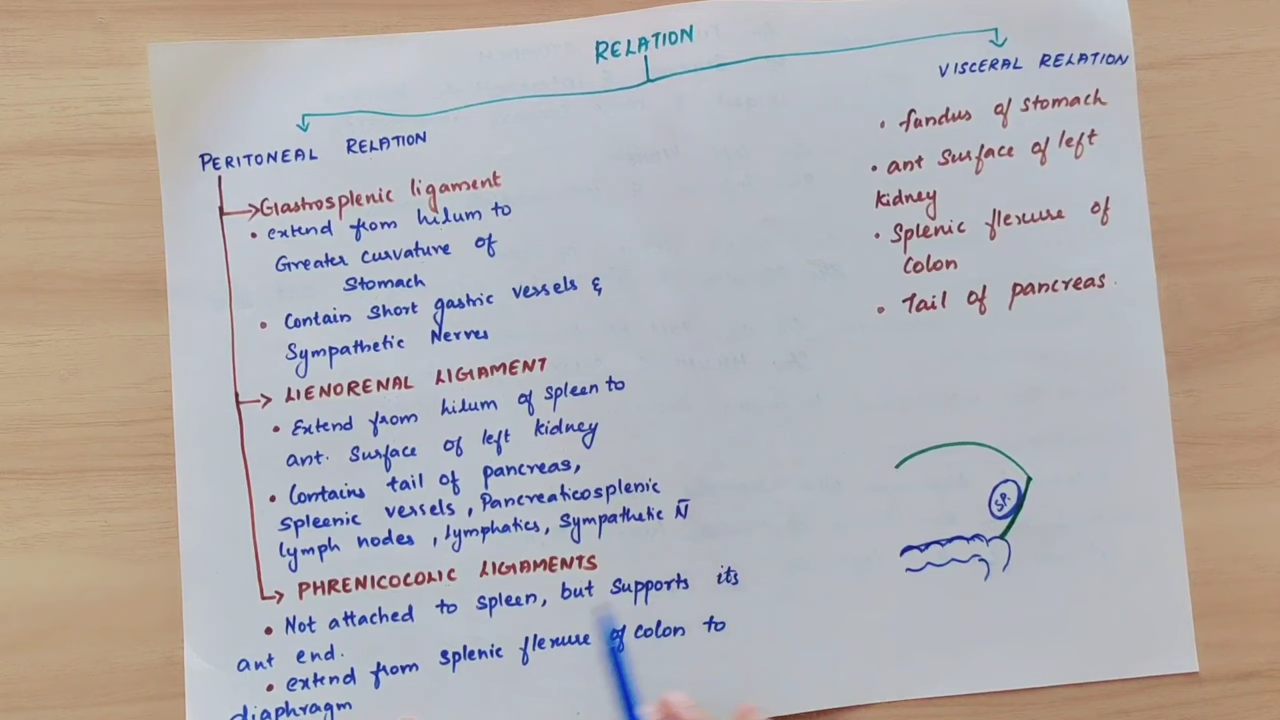 RELATION
PERITONEAL RELATION
Gastrosplenic ligament
• extend from hilum to
Greater curvature of
Stomach
• Contain Short gastric vessels &
Sympathetic Nerves
LIENORENAL LIGAMENT
• Extend from hilum of spleen to
ant. Surface of left kidney
• Contains tail of pancreas,
Spleenic vessels, Pancreaticosplenic
lymph nodes, lymphatics, Sympathetic N̄
PHRENICOCOLIC LIGAMENTS
• Not attached to spleen, but supports its
ant end.
• extend from splenic flexure of colon to
diaphragm
VISCERAL RELATION
• fundus of stomach
• ant Surface of left
kidney
• Splenic flexure of
Colon
• Tail of pancreas.
SP.